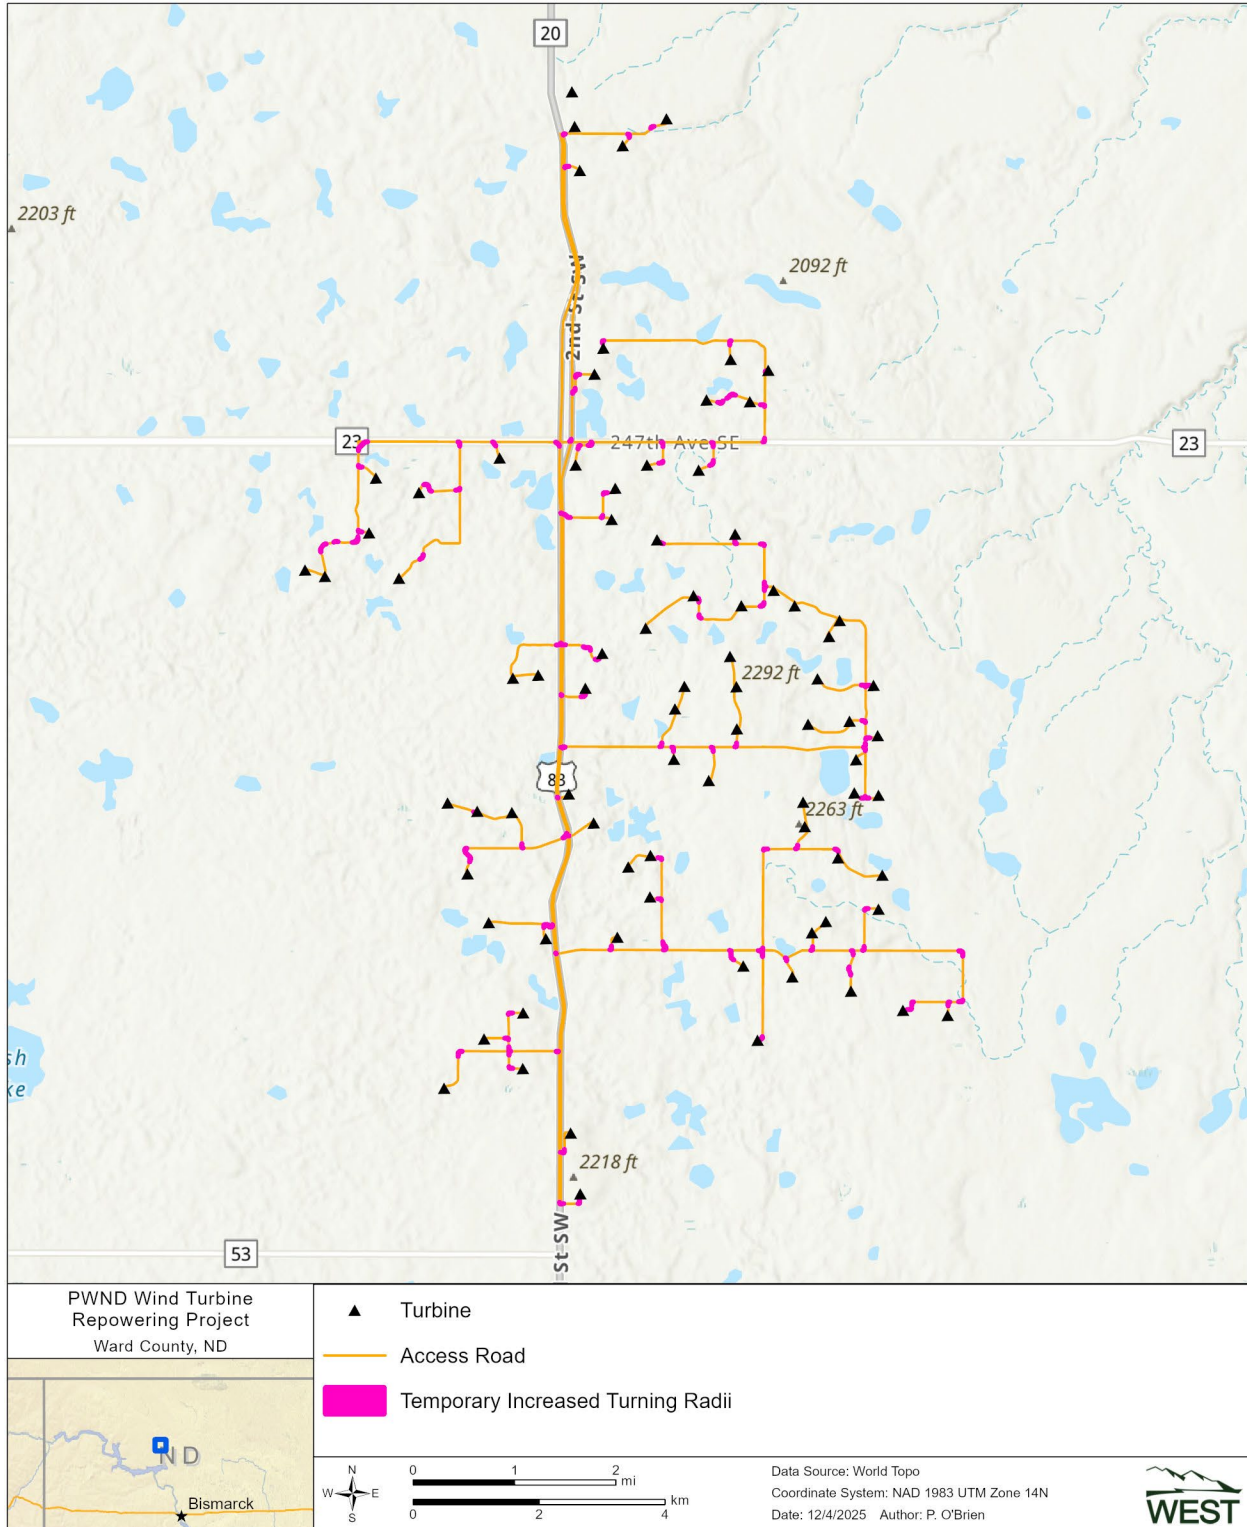 20
2203 ft
2092 ft
2nd St SW
23
247th Ave SE
23
2292 ft
83
2263 ft
sh
ke
2218 ft
St SW
53
PWND Wind Turbine
Repowering Project
Ward County, ND
ND
Bismarck
Turbine
Access Road
Temporary Increased Turning Radii
N
W E
S
0 1 2
mi
km
0 2 4
Data Source: World Topo
Coordinate System: NAD 1983 UTM Zone 14N
Date: 12/4/2025 Author: P. O'Brien
WEST